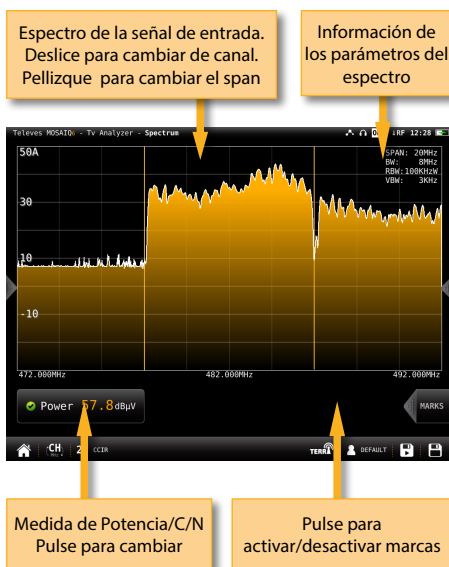 Espectro de la señal de entrada.
Deslice para cambiar de canal.
Pellizque para cambiar el span
Información de
los parámetros del
espectro
Televes MOSAIQ6 - Tv Analyzer - Spectrum
RF 12:28
50A
SPAN: 20MHz
BW: 8MHz
RBW:100KHzW
VBW: 3KHz
30
10
-10
472.000MHz
482.000MHz
492.000MHz
Power 57.8dBµV
MARKS
CH
CCIR
TERR
DEFAULT
Medida de Potencia/C/N
Pulse para cambiar
Pulse para
activar/desactivar marcas